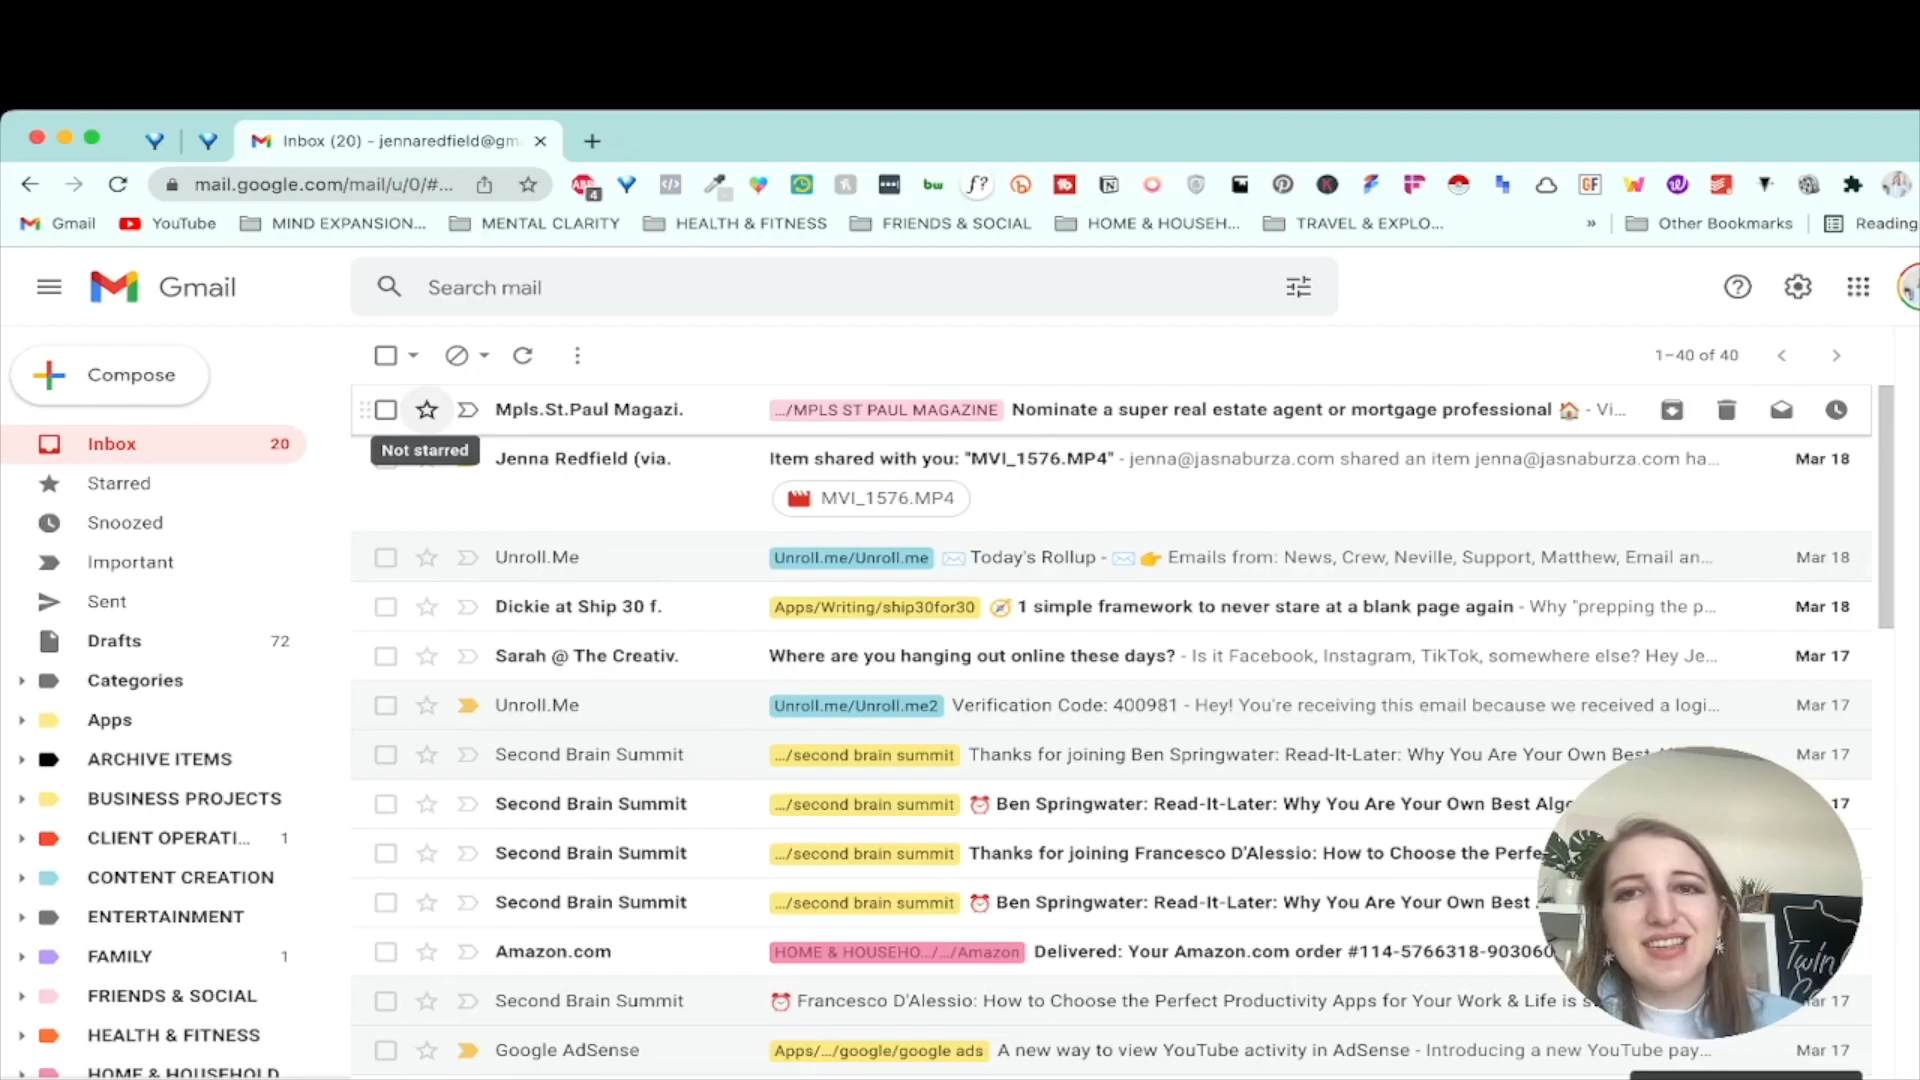 Inbox (20) - jennaredfield@gm
mail.google.com/mail/u/0/#...
ABP
4
bw
f?
GF
Gmail YouTube MIND EXPANSION... MENTAL CLARITY HEALTH & FITNESS FRIENDS & SOCIAL HOME & HOUSEH... TRAVEL & EXPLO... » Other Bookmarks Reading
Gmail
Search mail
Compose
1–40 of 40
Inbox 20
Starred
Snoozed
Important
Sent
Drafts 72
Categories
Apps
ARCHIVE ITEMS
BUSINESS PROJECTS
CLIENT OPERATI... 1
CONTENT CREATION
ENTERTAINMENT
FAMILY 1
FRIENDS & SOCIAL
HEALTH & FITNESS
HOME & HOUSEHOLD
Mpls.St.Paul Magazi. .../MPLS ST PAUL MAGAZINE Nominate a super real estate agent or mortgage professional 🏠 - Vi...
Not starred
Jenna Redfield (via. Item shared with you: "MVI_1576.MP4" - jenna@jasnaburza.com shared an item jenna@jasnaburza.com ha... Mar 18
MVI_1576.MP4
Unroll.Me Unroll.me/Unroll.me ✉️ Today's Rollup - ✉️ 👉 Emails from: News, Crew, Neville, Support, Matthew, Email an... Mar 18
Dickie at Ship 30 f. Apps/Writing/ship30for30 🧭 1 simple framework to never stare at a blank page again - Why "prepping the p... Mar 18
Sarah @ The Creativ. Where are you hanging out online these days? - Is it Facebook, Instagram, TikTok, somewhere else? Hey Je... Mar 17
Unroll.Me Unroll.me/Unroll.me2 Verification Code: 400981 - Hey! You're receiving this email because we received a logi... Mar 17
Second Brain Summit .../second brain summit Thanks for joining Ben Springwater: Read-It-Later: Why You Are Your Own Best Mar 17
Second Brain Summit .../second brain summit ⏰ Ben Springwater: Read-It-Later: Why You Are Your Own Best Algo 17
Second Brain Summit .../second brain summit Thanks for joining Francesco D'Alessio: How to Choose the Perfe
Second Brain Summit .../second brain summit ⏰ Ben Springwater: Read-It-Later: Why You Are Your Own Best
Amazon.com HOME & HOUSEHO.../.../Amazon Delivered: Your Amazon.com order #114-5766318-903060
Second Brain Summit ⏰ Francesco D'Alessio: How to Choose the Perfect Productivity Apps for Your Work & Life is s 17
Google AdSense Apps/.../google/google ads A new way to view YouTube activity in AdSense - Introducing a new YouTube pay... Mar 17
Twin